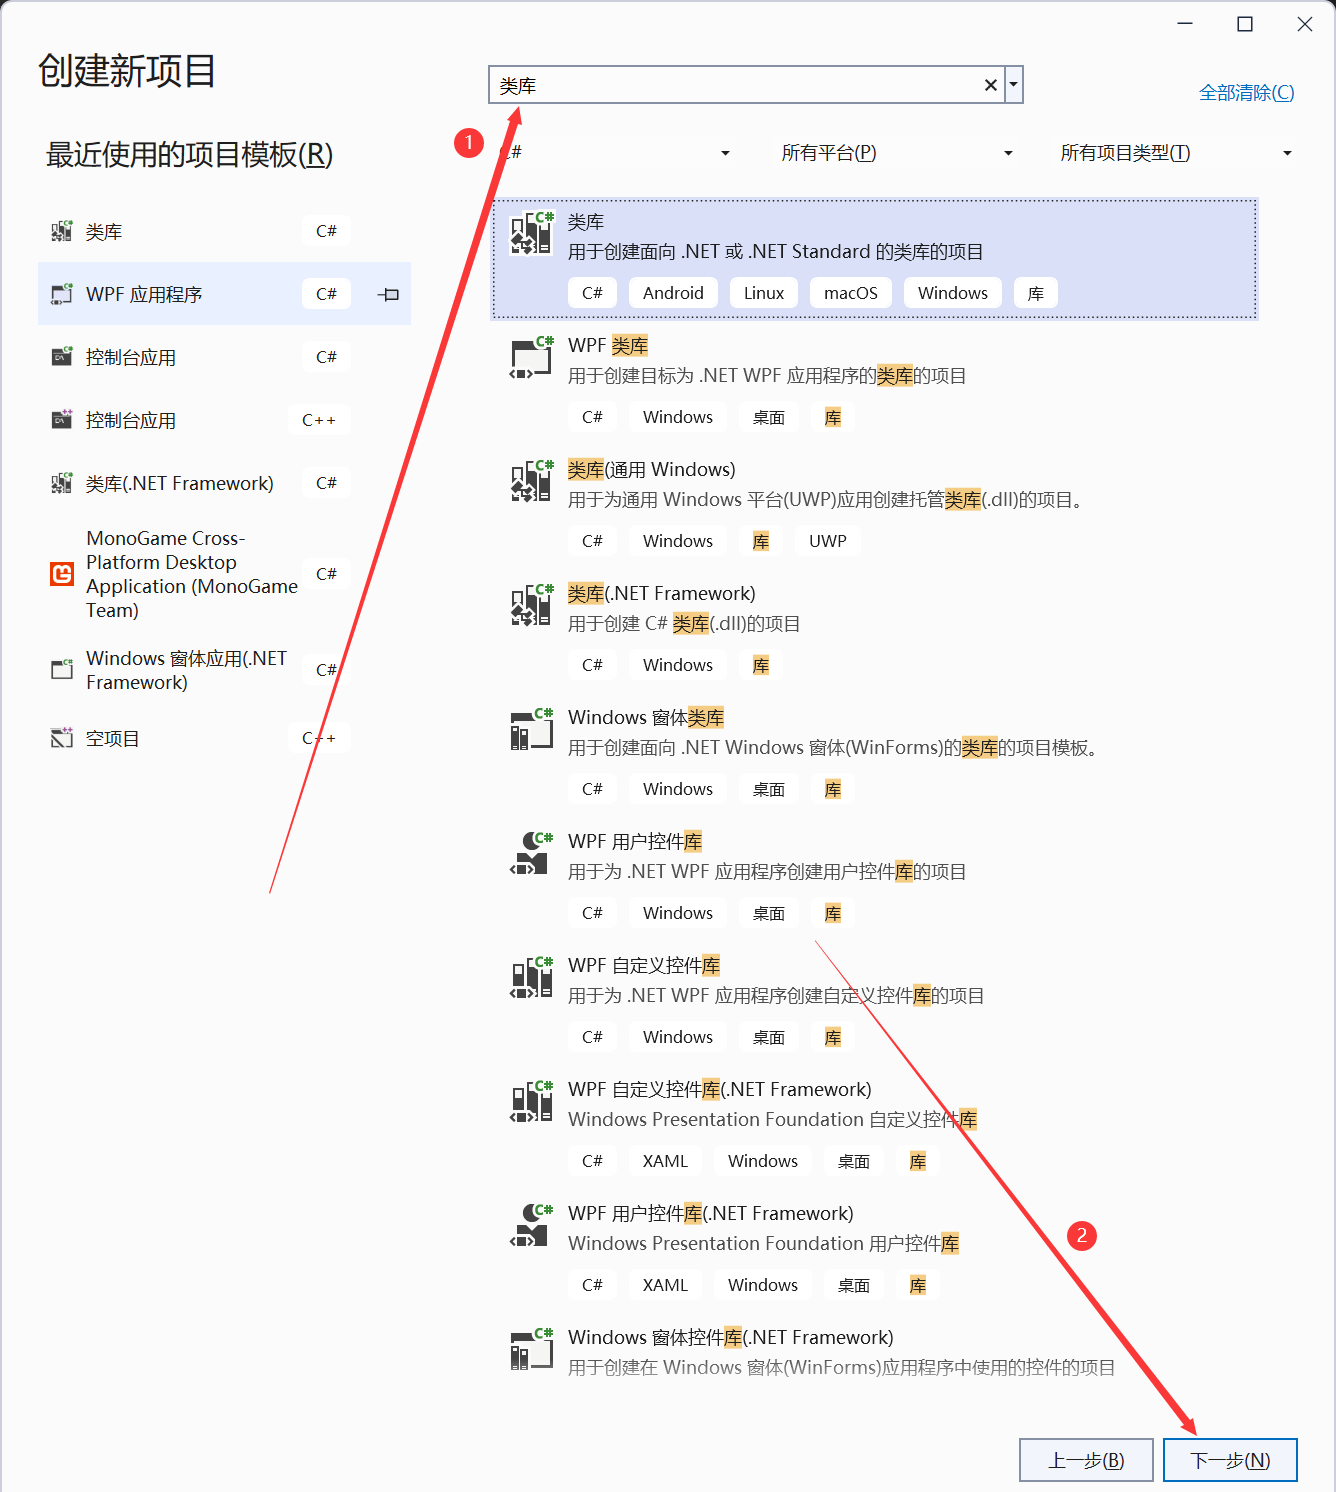 创建新项目
类库
全部清除(C)
1
最近使用的项目模板(R)
C#
所有平台(P)
所有项目类型(T)
类库
C#
WPF 应用程序
C#
控制台应用
C#
控制台应用
C++
类库(.NET Framework)
C#
MonoGame Cross-
Platform Desktop
Application (MonoGame
Team)
C#
Windows 窗体应用(.NET
Framework)
C#
空项目
C++
类库
用于创建面向 .NET 或 .NET Standard 的类库的项目
C# Android Linux macOS Windows 库
WPF 类库
用于创建目标为 .NET WPF 应用程序的类库的项目
C# Windows 桌面 库
类库(通用 Windows)
用于为通用 Windows 平台(UWP)应用创建托管类库(.dll)的项目。
C# Windows 库 UWP
类库(.NET Framework)
用于创建 C# 类库(.dll)的项目
C# Windows 库
Windows 窗体类库
用于创建面向 .NET Windows 窗体(WinForms)的类库的项目模板。
C# Windows 桌面 库
WPF 用户控件库
用于为 .NET WPF 应用程序创建用户控件库的项目
C# Windows 桌面 库
WPF 自定义控件库
用于为 .NET WPF 应用程序创建自定义控件库的项目
C# Windows 桌面 库
WPF 自定义控件库(.NET Framework)
Windows Presentation Foundation 自定义控件库
C# XAML Windows 桌面 库
WPF 用户控件库(.NET Framework)
Windows Presentation Foundation 用户控件库
C# XAML Windows 桌面 库
2
Windows 窗体控件库(.NET Framework)
用于创建在 Windows 窗体(WinForms)应用程序中使用的控件的项目
上一步(B)
下一步(N)